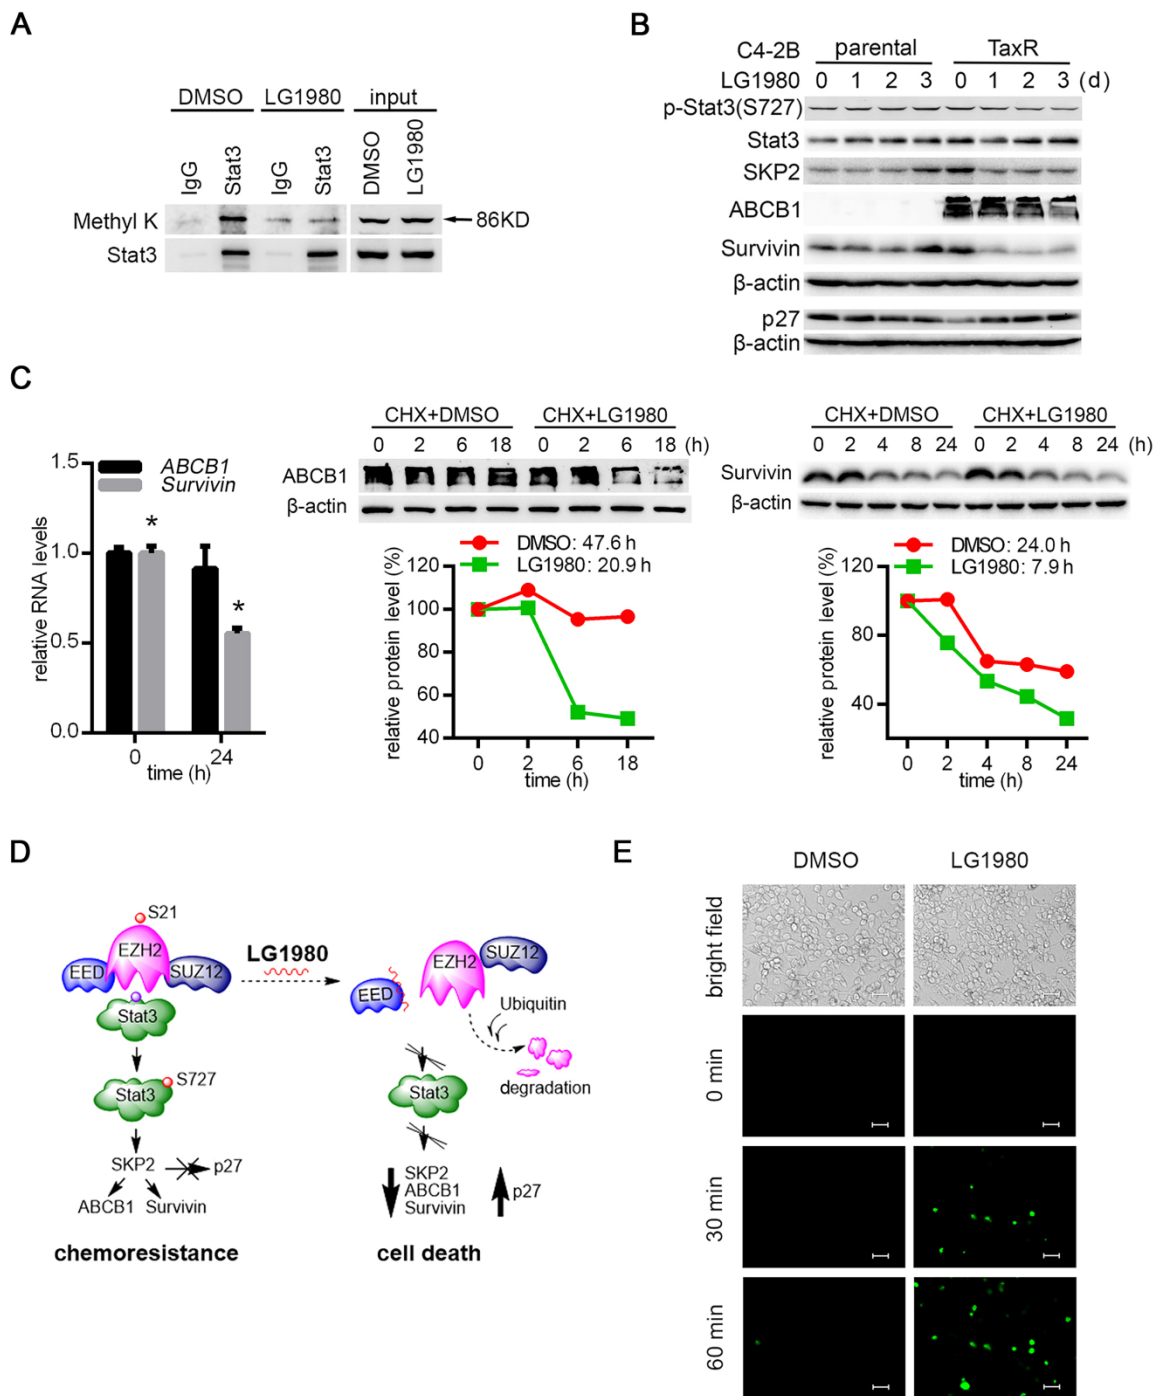 A
DMSO LG1980 input
IgG Stat3 IgG Stat3 DMSO LG1980
Methyl K 86KD
Stat3
B
C4-2B parental TaxR
LG1980 0 1 2 3 0 1 2 3 (d)
p-Stat3(S727)
Stat3
SKP2
ABCB1
Survivin
β-actin
p27
β-actin
C
1.5
1.0
0.5
0.0
relative RNA levels
ABCB1
Survivin
* *
0 24
time (h)
CHX+DMSO CHX+LG1980
0 2 6 18 0 2 6 18 (h)
ABCB1
β-actin
DMSO: 47.6 h
LG1980: 20.9 h
relative protein level (%)
120
100
80
60
40
0 2 6 18
time (h)
CHX+DMSO CHX+LG1980
0 2 4 8 24 0 2 4 8 24 (h)
Survivin
β-actin
DMSO: 24.0 h
LG1980: 7.9 h
relative protein level (%)
120
80
40
0 2 4 8 24
time (h)
D
S21
EZH2
EED SUZ12
Stat3
Stat3 S727
SKP2 p27
ABCB1 Survivin
chemoresistance
LG1980
EED EZH2 SUZ12
Ubiquitin
degradation
Stat3
SKP2
ABCB1
Survivin
p27
cell death
E
DMSO LG1980
bright field
0 min
30 min
60 min